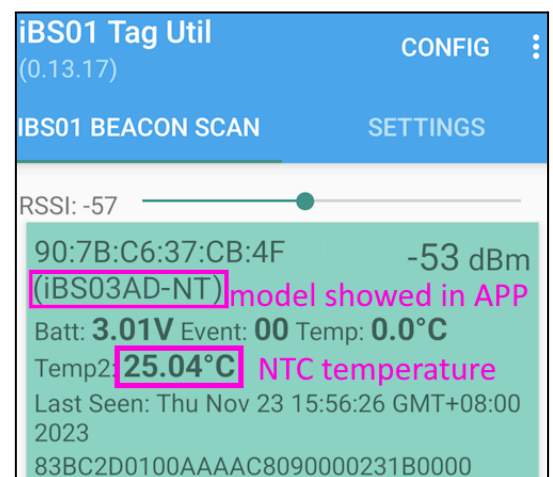 iBS01 Tag Util
(0.13.17)
CONFIG
IBS01 BEACON SCAN
SETTINGS
RSSI: -57
90:7B:C6:37:CB:4F
-53 dBm
(iBS03AD-NT) model showed in APP
Batt: 3.01V Event: 00 Temp: 0.0°C
Temp2: 25.04°C NTC temperature
Last Seen: Thu Nov 23 15:56:26 GMT+08:00
2023
83BC2D0100AAAAC8090000231B0000